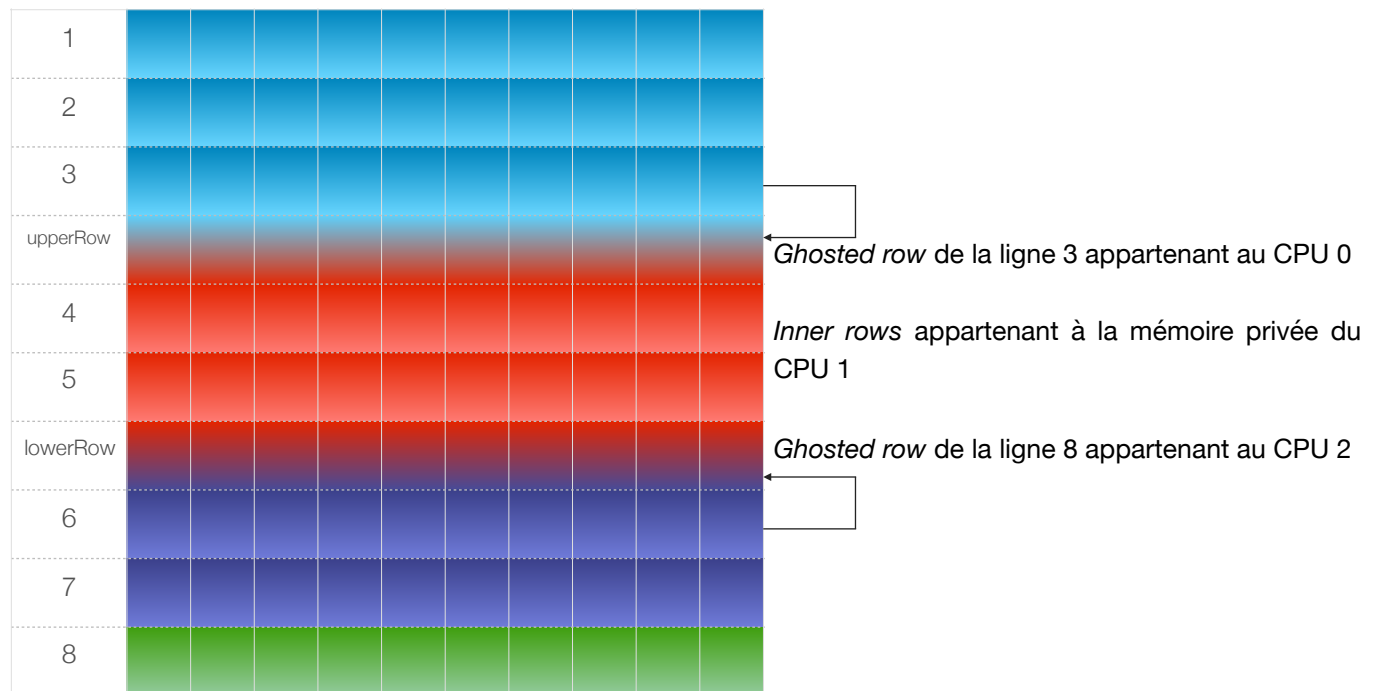 1
2
3
upperRow
Ghosted row de la ligne 3 appartenant au CPU 0
4
Inner rows appartenant à la mémoire privée du
CPU 1
5
lowerRow
Ghosted row de la ligne 8 appartenant au CPU 2
6
7
8